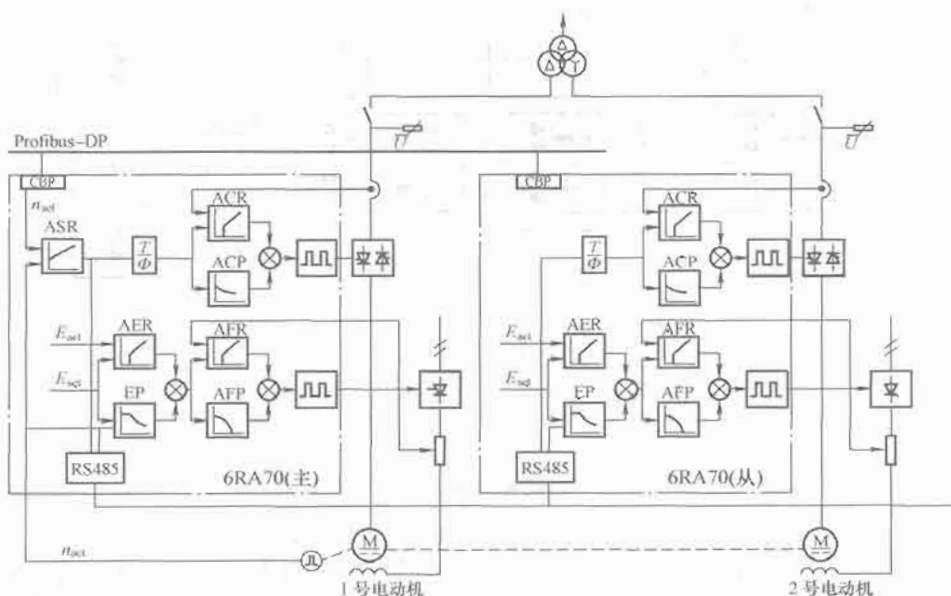 Δ
Δ Y
U U
Profibus-DP
CBP CBP
n_act
ASR ACR ACR
T/Φ T/Φ
ACP ACP
E_act AER AFR E_act AER AFR
E_set EP AFP E_set EP AFP
RS485 RS485
6RA70(主) 6RA70(从)
n_act M M
1号电动机 2号电动机